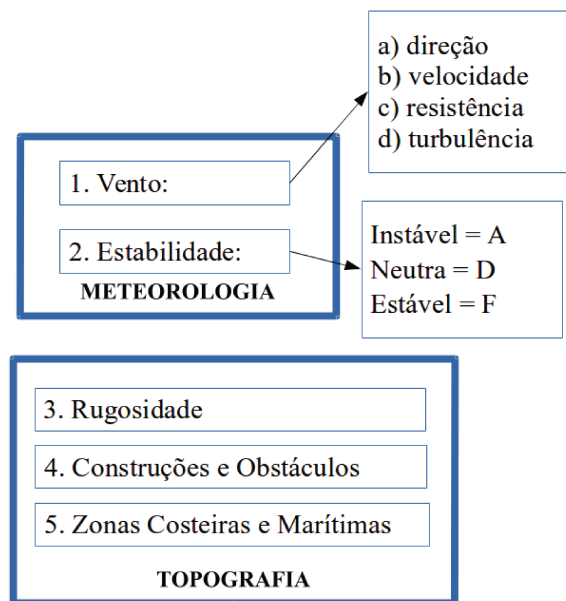 a) direção
b) velocidade
c) resistência
d) turbulência
1. Vento:
2. Estabilidade:
METEOROLOGIA
Instável = A
Neutra = D
Estável = F
3. Rugosidade
4. Construções e Obstáculos
5. Zonas Costeiras e Marítimas
TOPOGRAFIA